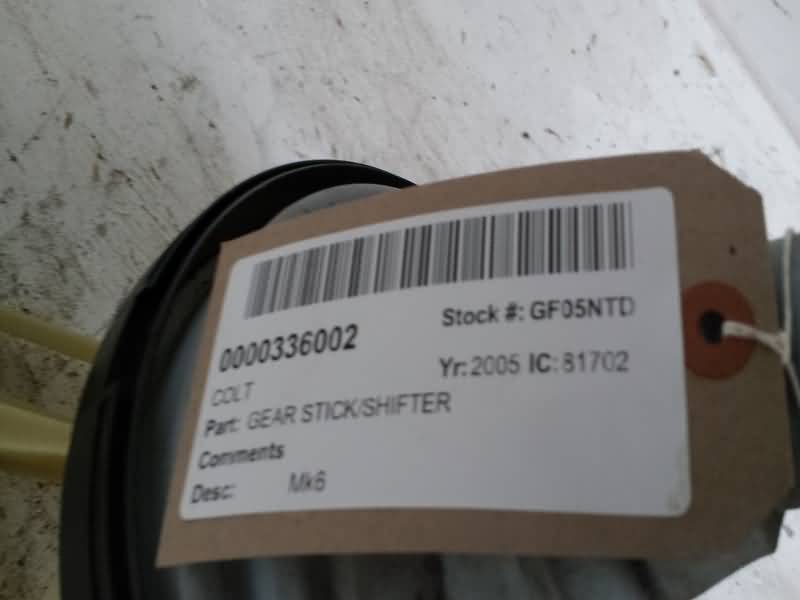 0000336002 Stock #: GF05NTD
COLT Yr: 2005 IC: 81702
Part: GEAR STICK/SHIFTER
Comments
Desc: Mk6